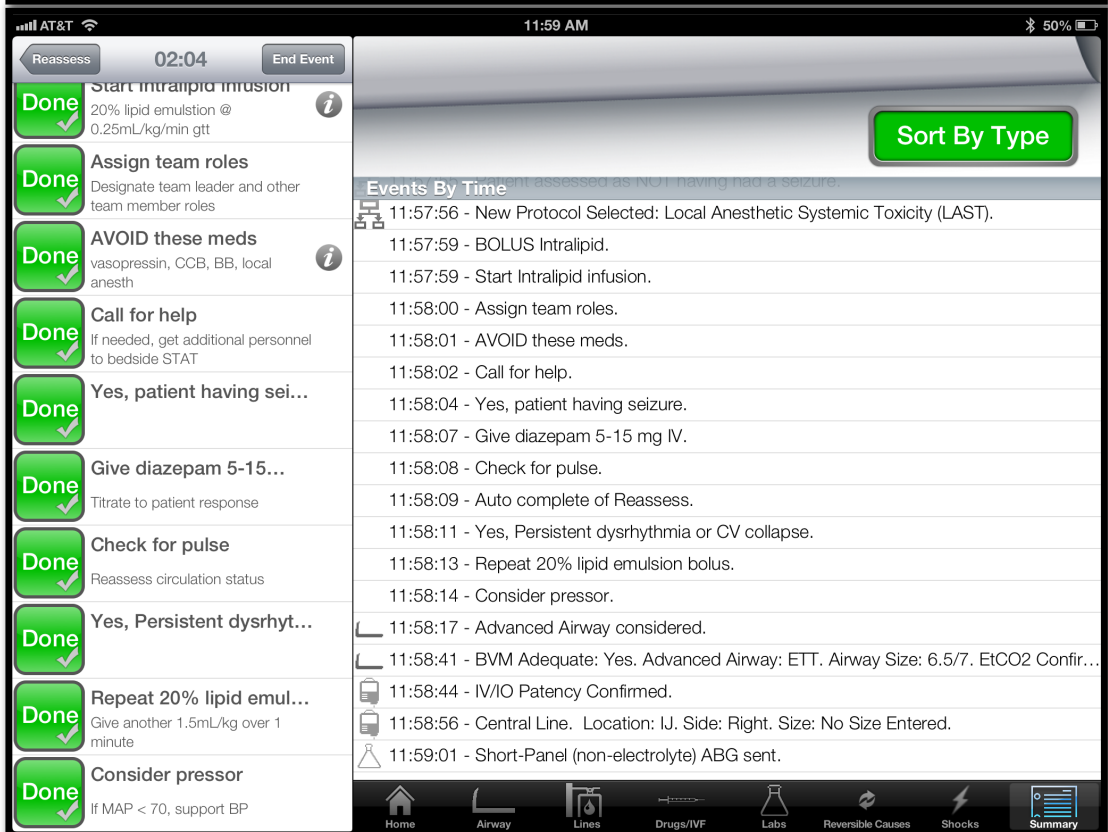 AT&T
11:59 AM
50%
Reassess
02:04
End Event
Start Intralipid Infusion
20% lipid emulstion @
0.25mL/kg/min gtt
Done
Assign team roles
Designate team leader and other
team member roles
Done
AVOID these meds
vasopressin, CCB, BB, local
anesth
Done
Call for help
If needed, get additional personnel
to bedside STAT
Done
Yes, patient having sei...
Done
Give diazepam 5-15...
Titrate to patient response
Done
Check for pulse
Reassess circulation status
Done
Yes, Persistent dysrhyt...
Done
Repeat 20% lipid emul...
Give another 1.5mL/kg over 1
minute
Done
Consider pressor
If MAP < 70, support BP
Done
Sort By Type
Patient assessed as NOT having had a seizure.
Events By Time
11:57:56 - New Protocol Selected: Local Anesthetic Systemic Toxicity (LAST).
11:57:59 - BOLUS Intralipid.
11:57:59 - Start Intralipid infusion.
11:58:00 - Assign team roles.
11:58:01 - AVOID these meds.
11:58:02 - Call for help.
11:58:04 - Yes, patient having seizure.
11:58:07 - Give diazepam 5-15 mg IV.
11:58:08 - Check for pulse.
11:58:09 - Auto complete of Reassess.
11:58:11 - Yes, Persistent dysrhythmia or CV collapse.
11:58:13 - Repeat 20% lipid emulsion bolus.
11:58:14 - Consider pressor.
11:58:17 - Advanced Airway considered.
11:58:41 - BVM Adequate: Yes. Advanced Airway: ETT. Airway Size: 6.5/7. EtCO2 Confir...
11:58:44 - IV/IO Patency Confirmed.
11:58:56 - Central Line. Location: IJ. Side: Right. Size: No Size Entered.
11:59:01 - Short-Panel (non-electrolyte) ABG sent.
Home
Airway
Lines
Drugs/IVF
Labs
Reversible Causes
Shocks
Summary